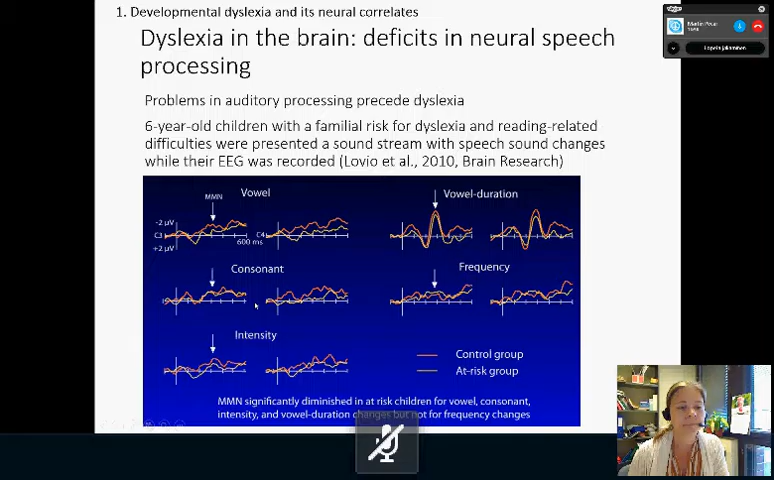 1. Developmental dyslexia and its neural correlates
Dyslexia in the brain: deficits in neural speech
processing
Problems in auditory processing precede dyslexia
6-year-old children with a familial risk for dyslexia and reading-related
difficulties were presented a sound stream with speech sound changes
while their EEG was recorded (Lovio et al., 2010, Brain Research)
MMN
Vowel
Vowel-duration
-2 µV
C3
+2 µV
C4
600 ms
Consonant
Frequency
Intensity
Control group
At-risk group
MMN significantly diminished in at risk children for vowel, consonant,
intensity, and vowel-duration changes but not for frequency changes